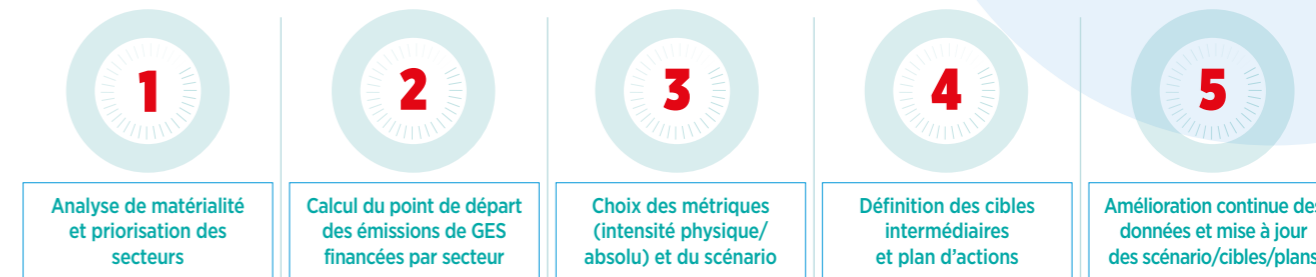 1
Analyse de matérialité
et priorisation des
secteurs
2
Calcul du point de départ
des émissions de GES
financées par secteur
3
Choix des métriques
(intensité physique/
absolu) et du scénario
4
Définition des cibles
intermédiaires
et plan d'actions
5
Amélioration continue des
données et mise à jour
des scénario/cibles/plans